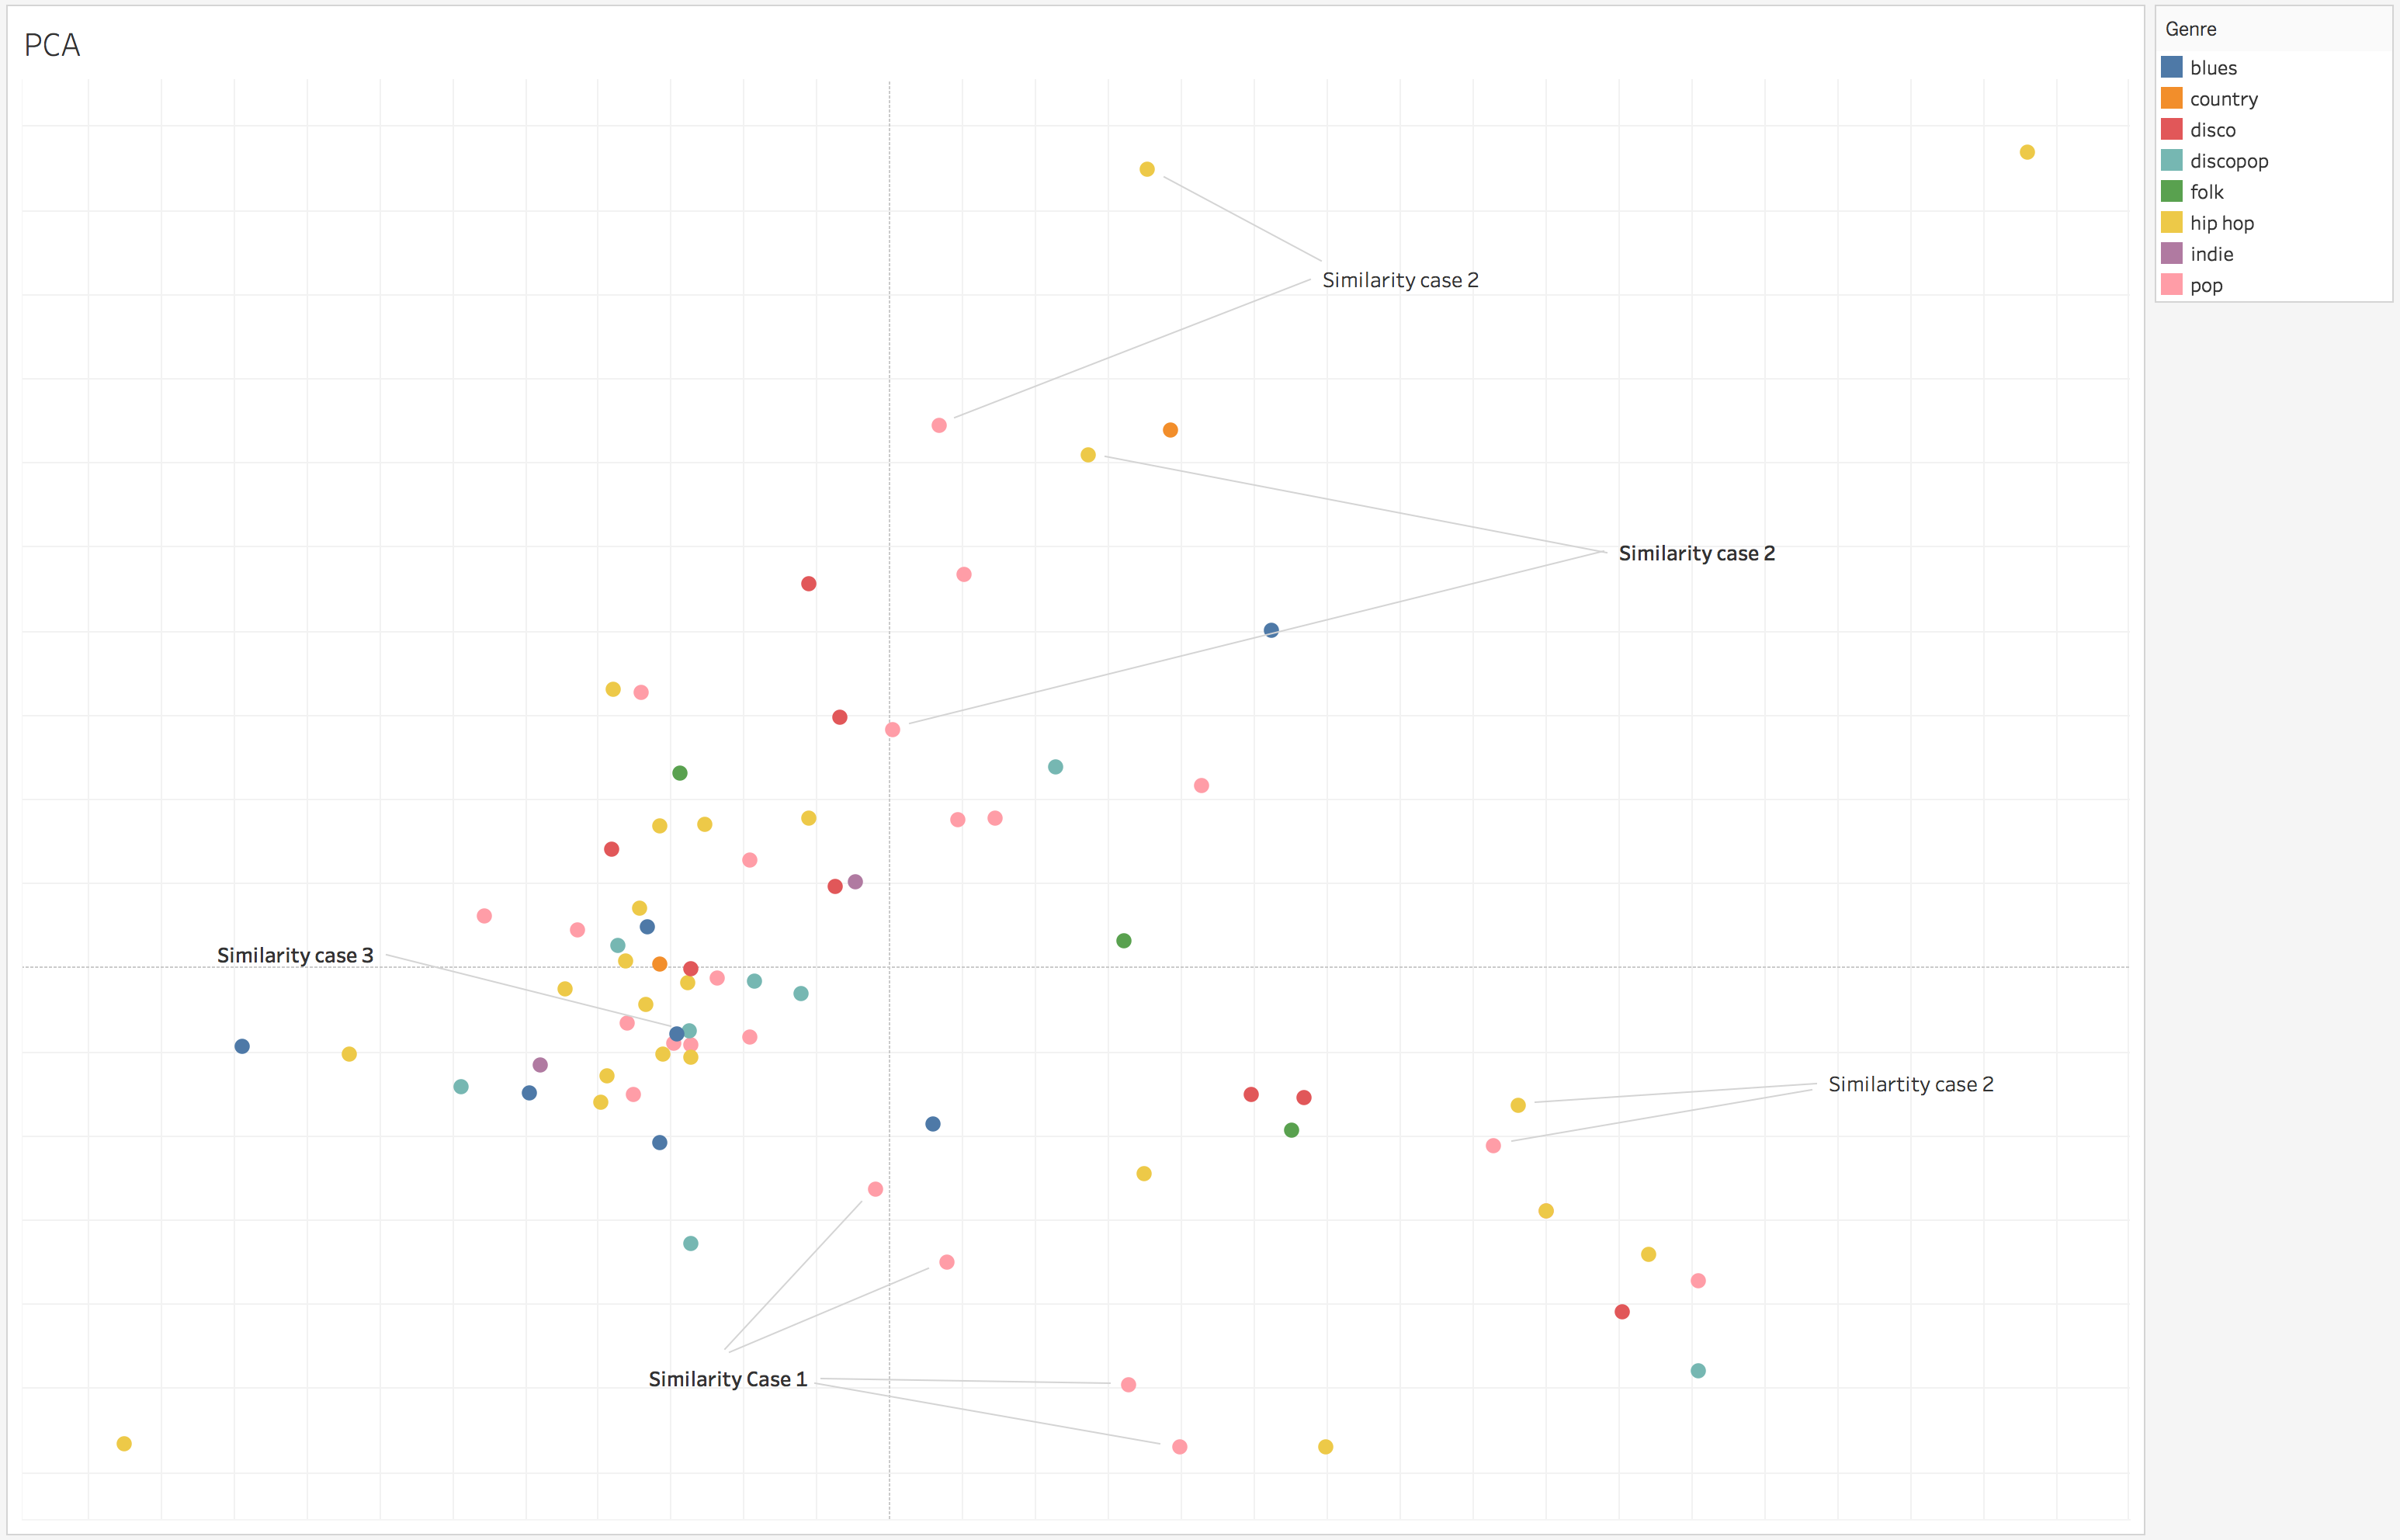 PCA
Genre
blues
country
disco
discopop
folk
hip hop
indie
pop
Similarity case 2
Similarity case 2
Similarity case 3
Similartity case 2
Similarity Case 1